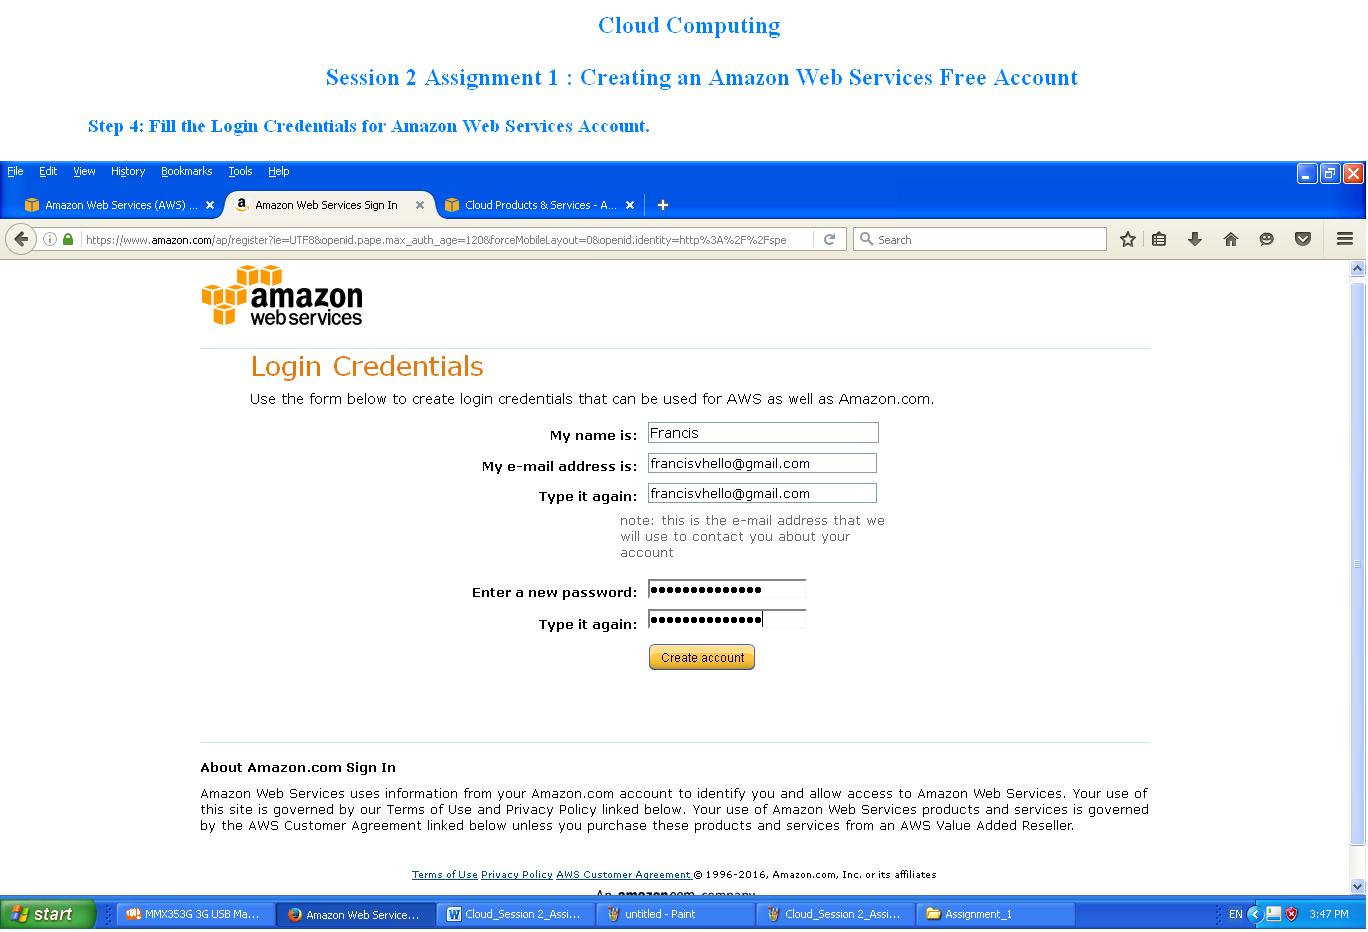 Cloud Computing
Session 2 Assignment 1 : Creating an Amazon Web Services Free Account
Step 4: Fill the Login Credentials for Amazon Web Services Account.
File Edit View History Bookmarks Tools Help
Amazon Web Services (AWS) ... Amazon Web Services Sign In Cloud Products & Services - A...
https://www.amazon.com/ap/register?ie=UTF8&openid.pape.max_auth_age=120&forceMobileLayout=0&openid.identity=http%3A%2F%2Fspe Search
amazon
web services
Login Credentials
Use the form below to create login credentials that can be used for AWS as well as Amazon.com.
My name is: Francis
My e-mail address is: francisvhello@gmail.com
Type it again: francisvhello@gmail.com
note: this is the e-mail address that we
will use to contact you about your
account
Enter a new password: ••••••••••••••
Type it again: ••••••••••••••
Create account
About Amazon.com Sign In
Amazon Web Services uses information from your Amazon.com account to identify you and allow access to Amazon Web Services. Your use of
this site is governed by our Terms of Use and Privacy Policy linked below. Your use of Amazon Web Services products and services is governed
by the AWS Customer Agreement linked below unless you purchase these products and services from an AWS Value Added Reseller.
Terms of Use Privacy Policy AWS Customer Agreement © 1996-2016, Amazon.com, Inc. or its affiliates
An amazon.com company
start MMX353G 3G USB Ma... Amazon Web Service... Cloud_Session 2_Assi... untitled - Paint Cloud_Session 2_Assi... Assignment_1 EN 3:47 PM